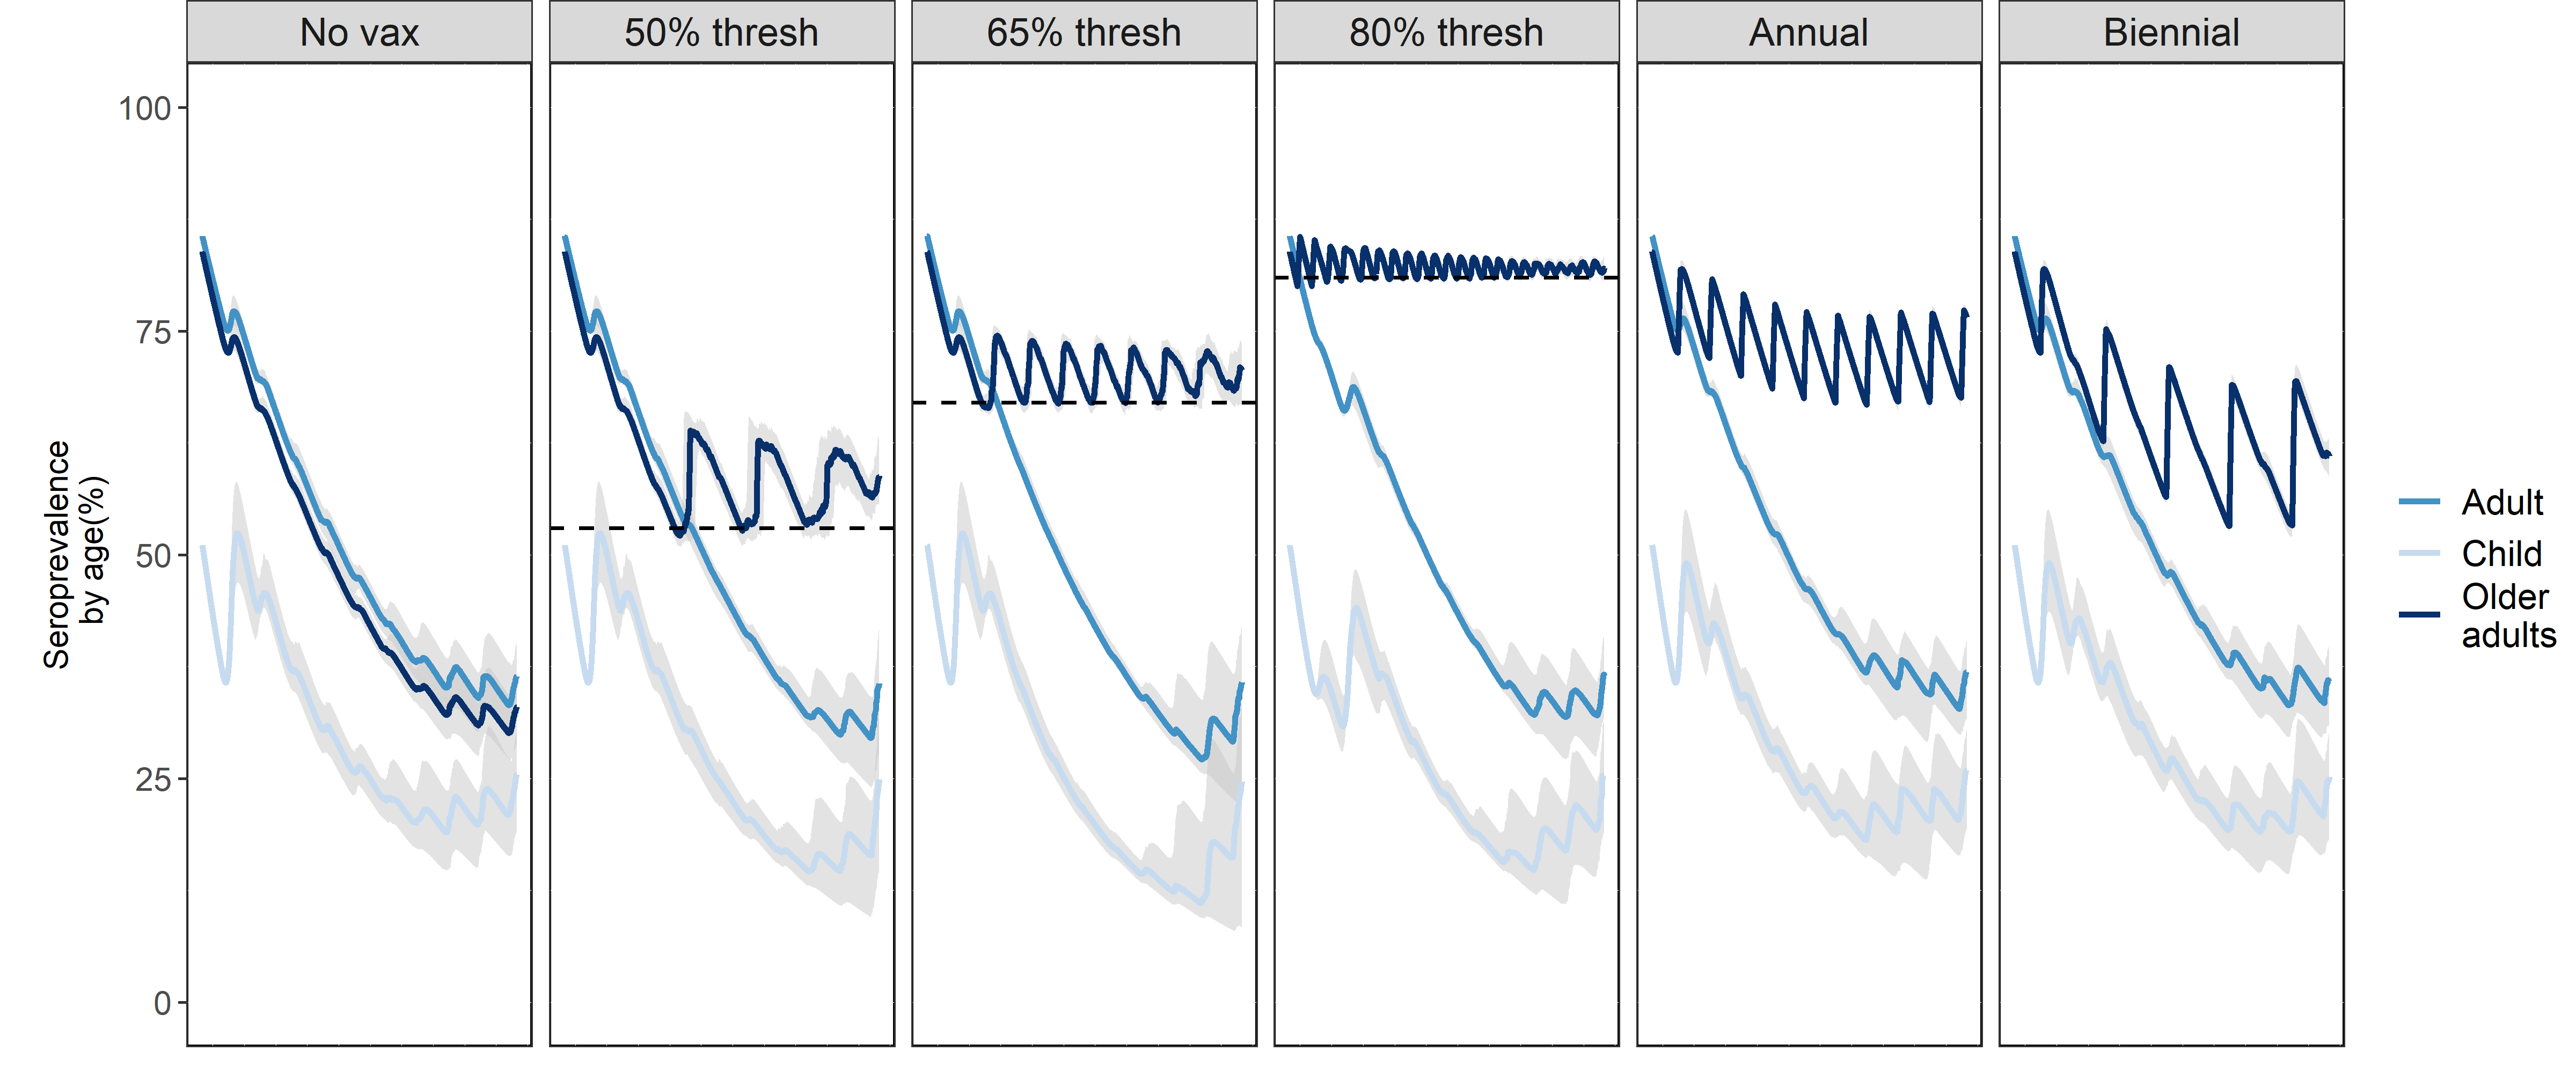 No vax
50% thresh
65% thresh
80% thresh
Annual
Biennial
Seroprevalence
by age(%)
100
75
50
25
0
Adult
Child
Older
adults